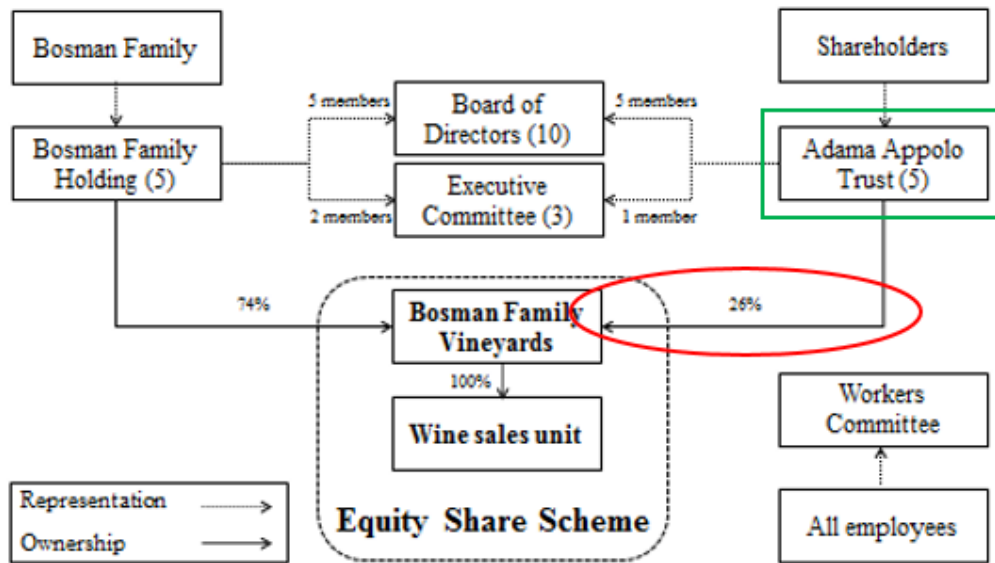 Bosman Family
Shareholders
5 members
Board of
Directors (10)
5 members
Bosman Family
Holding (5)
Adama Appolo
Trust (5)
2 members
Executive
Committee (3)
1 member
74%
Bosman Family
Vineyards
26%
100%
Wine sales unit
Workers
Committee
Equity Share Scheme
Representation
Ownership
All employees